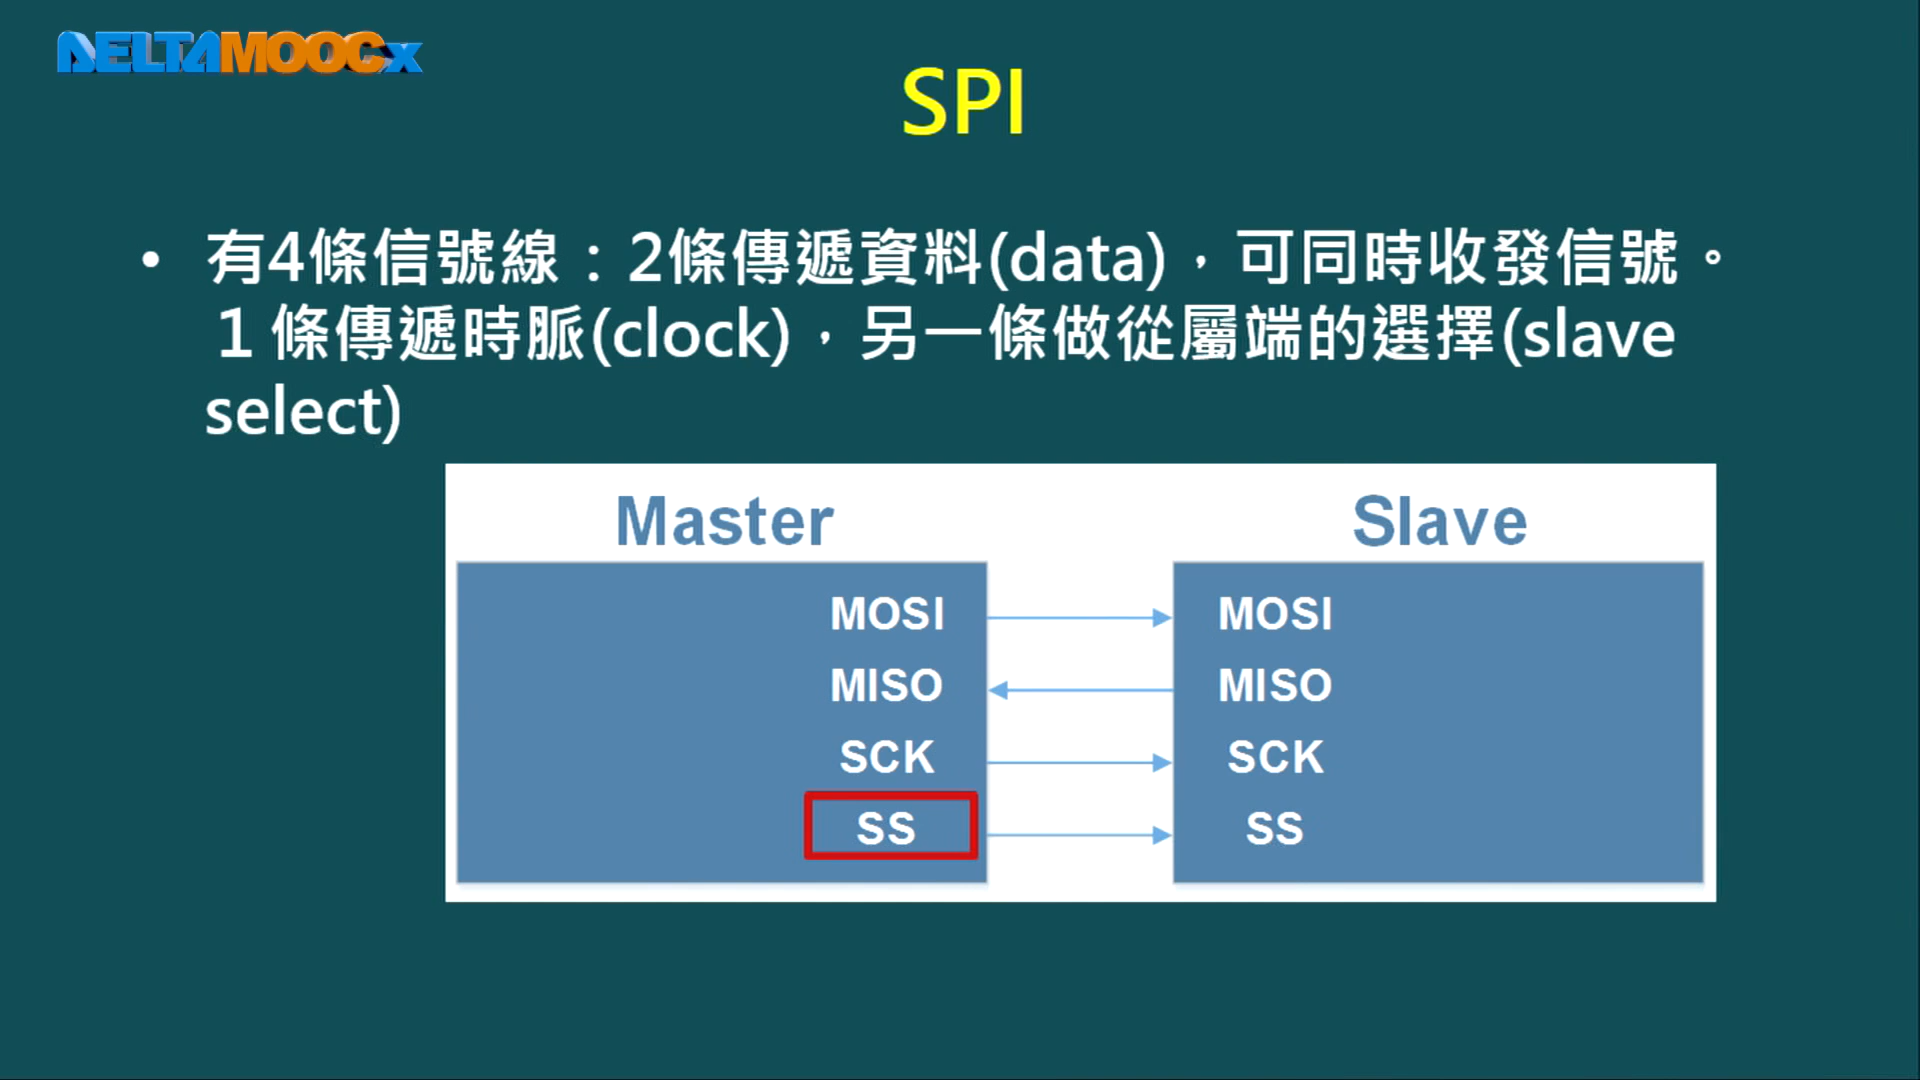 DELTAMOOCx
SPI
• 有4條信號線：2條傳遞資料(data)，可同時收發信號。
1 條傳遞時脈(clock)，另一條做從屬端的選擇(slave
select)
Master
Slave
MOSI
MOSI
MISO
MISO
SCK
SCK
SS
SS